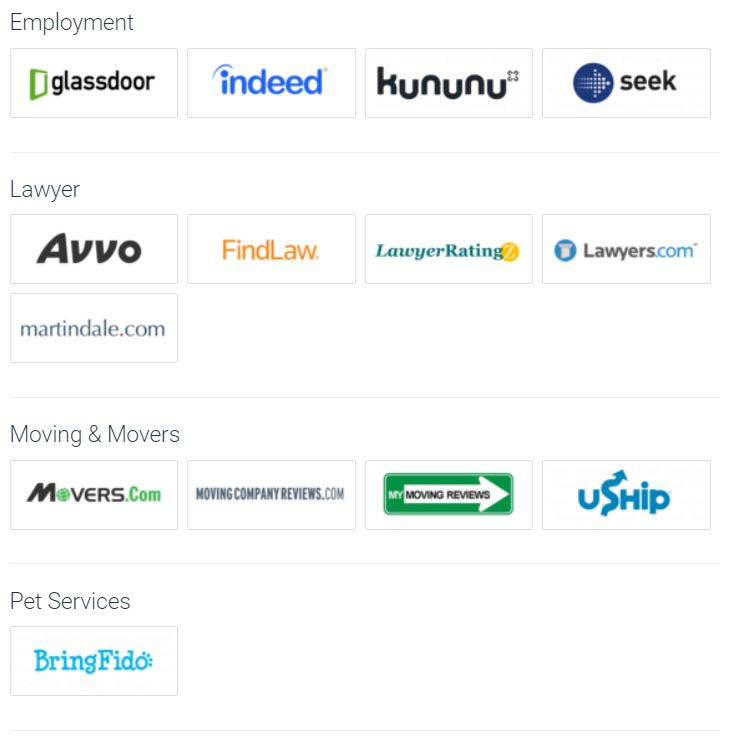 Employment
glassdoor
indeed
kununu
seek
Lawyer
Avvo
FindLaw.
LawyerRatingZ
Lawyers.com
martindale.com
Moving & Movers
MOVERS.Com
MOVINGCOMPANYREVIEWS.COM
MY MOVING REVIEWS
uShip
Pet Services
BringFido